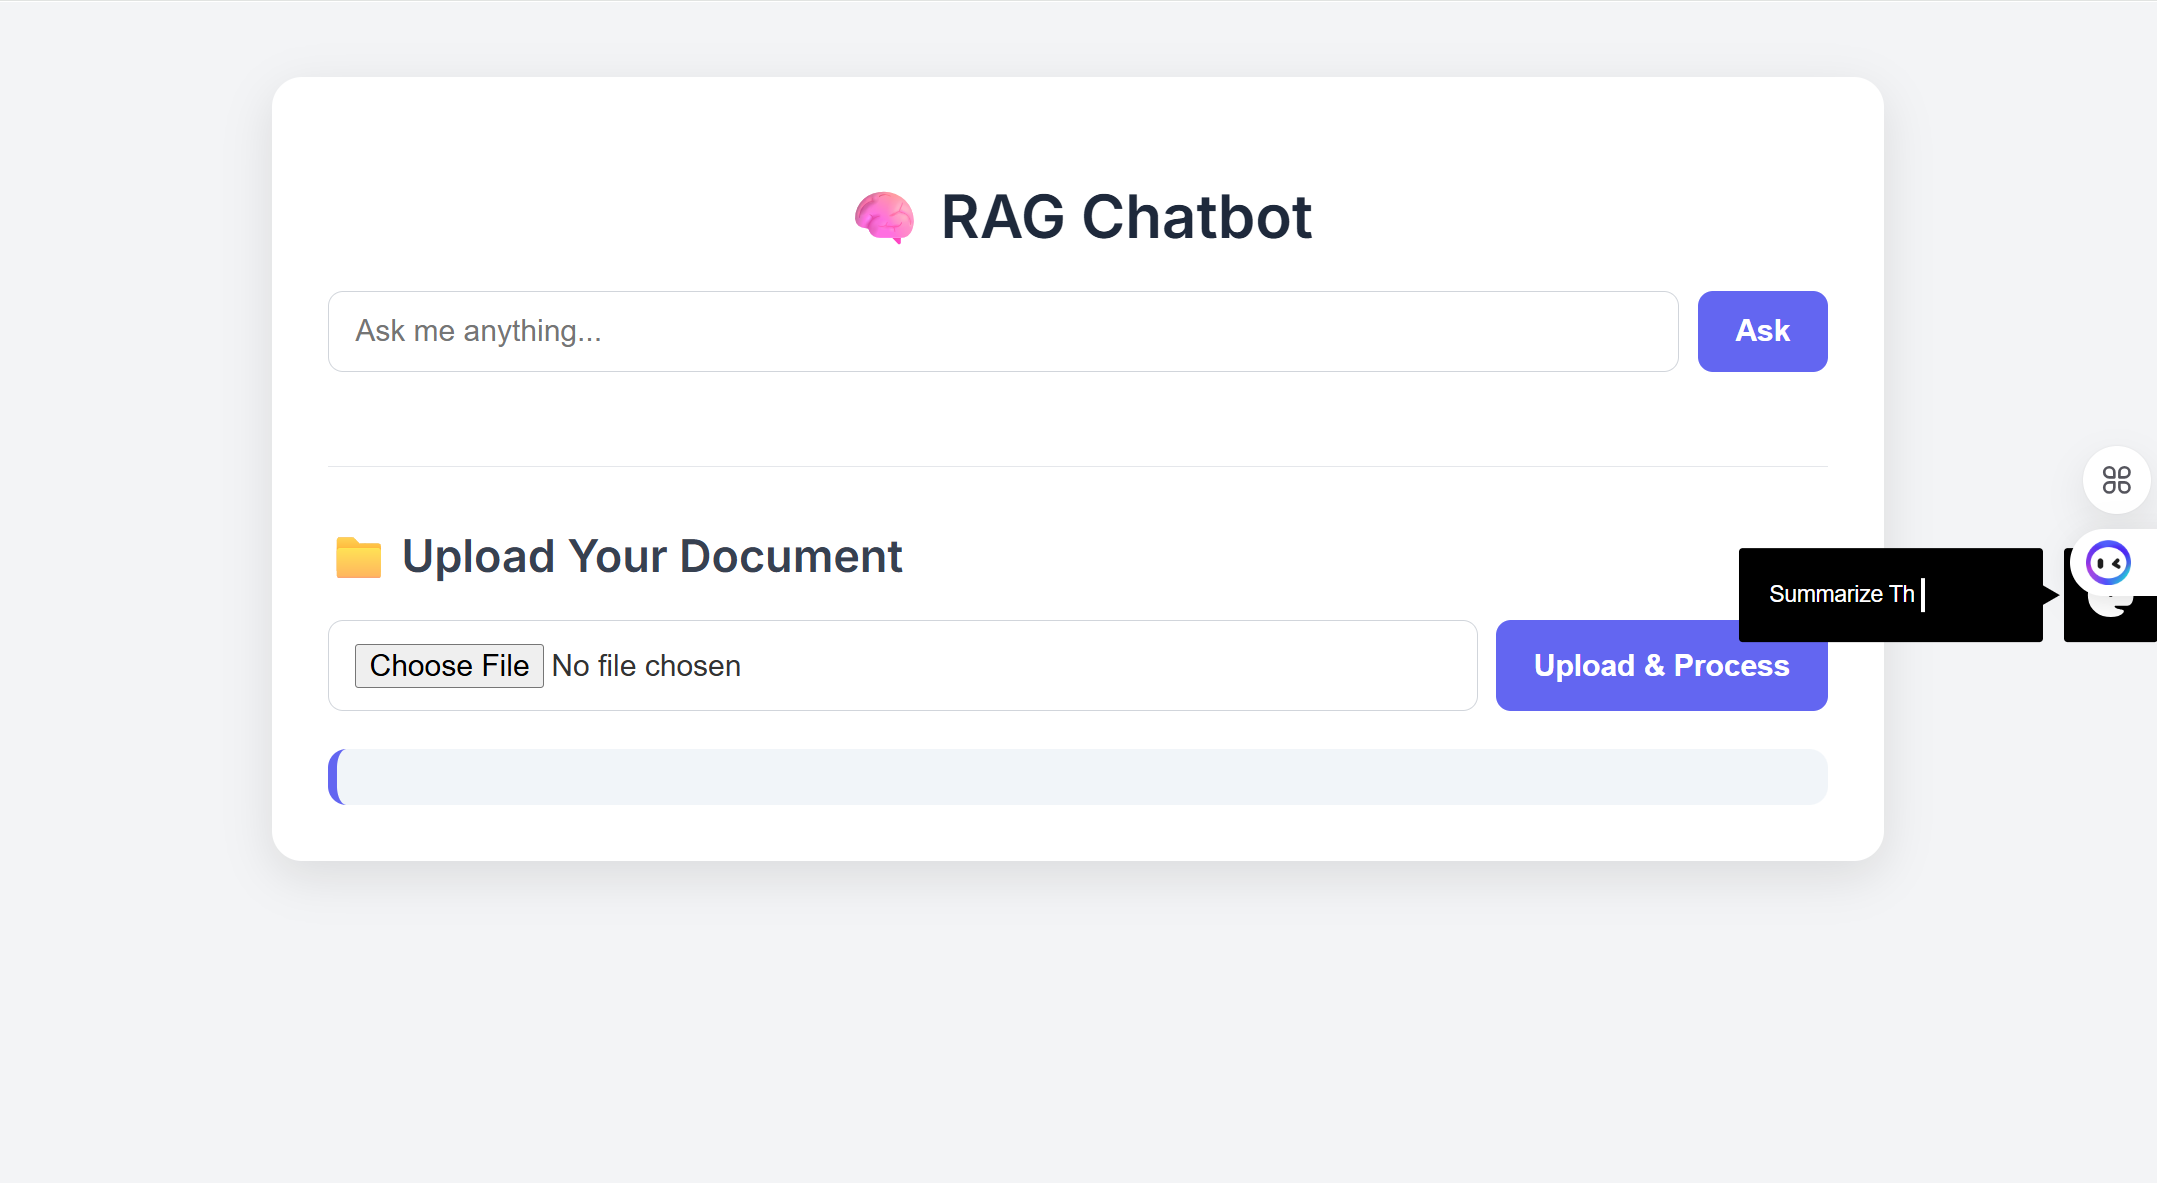 RAG Chatbot
Ask me anything...
Ask
Upload Your Document
Summarize Th
Choose File No file chosen
Upload & Process